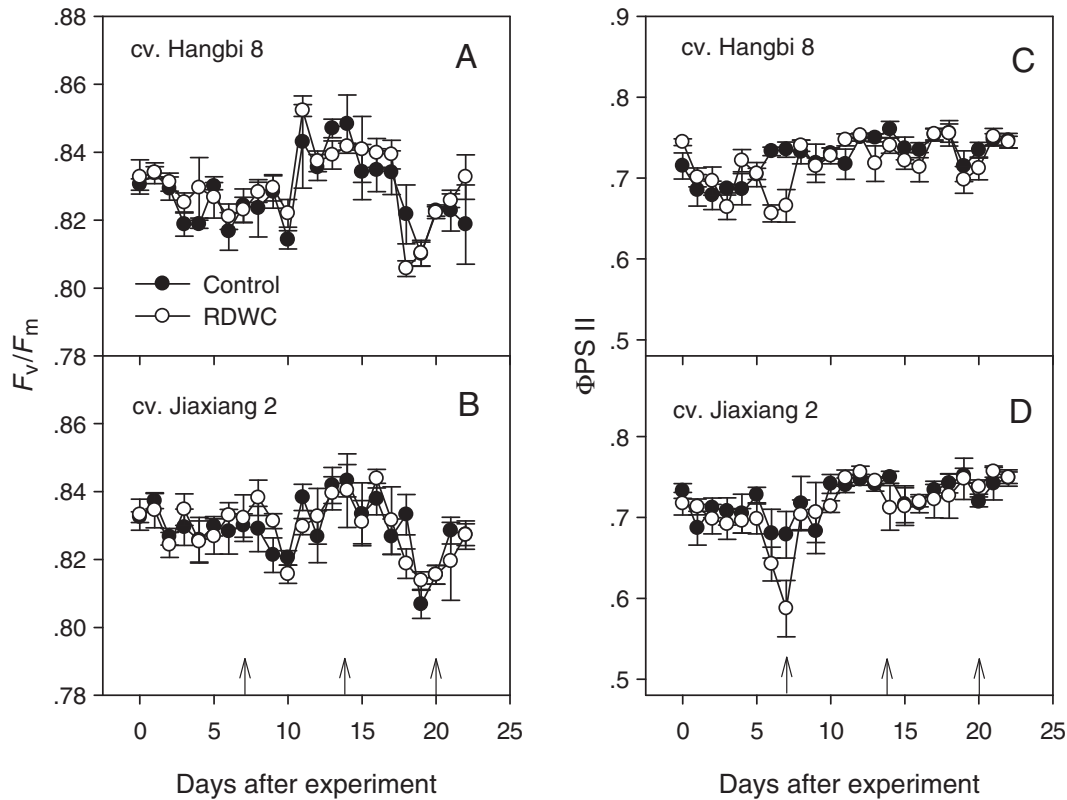 .88
.86
.84
.82
.80
.78
cv. Hangbi 8
A
Control
RDWC
Fv/Fm
.86
.84
.82
.80
.78
cv. Jiaxiang 2
B
0 5 10 15 20 25
Days after experiment
.9
.8
.7
.6
.5
cv. Hangbi 8
C
ΦPS II
.8
.7
.6
.5
cv. Jiaxiang 2
D
0 5 10 15 20 25
Days after experiment